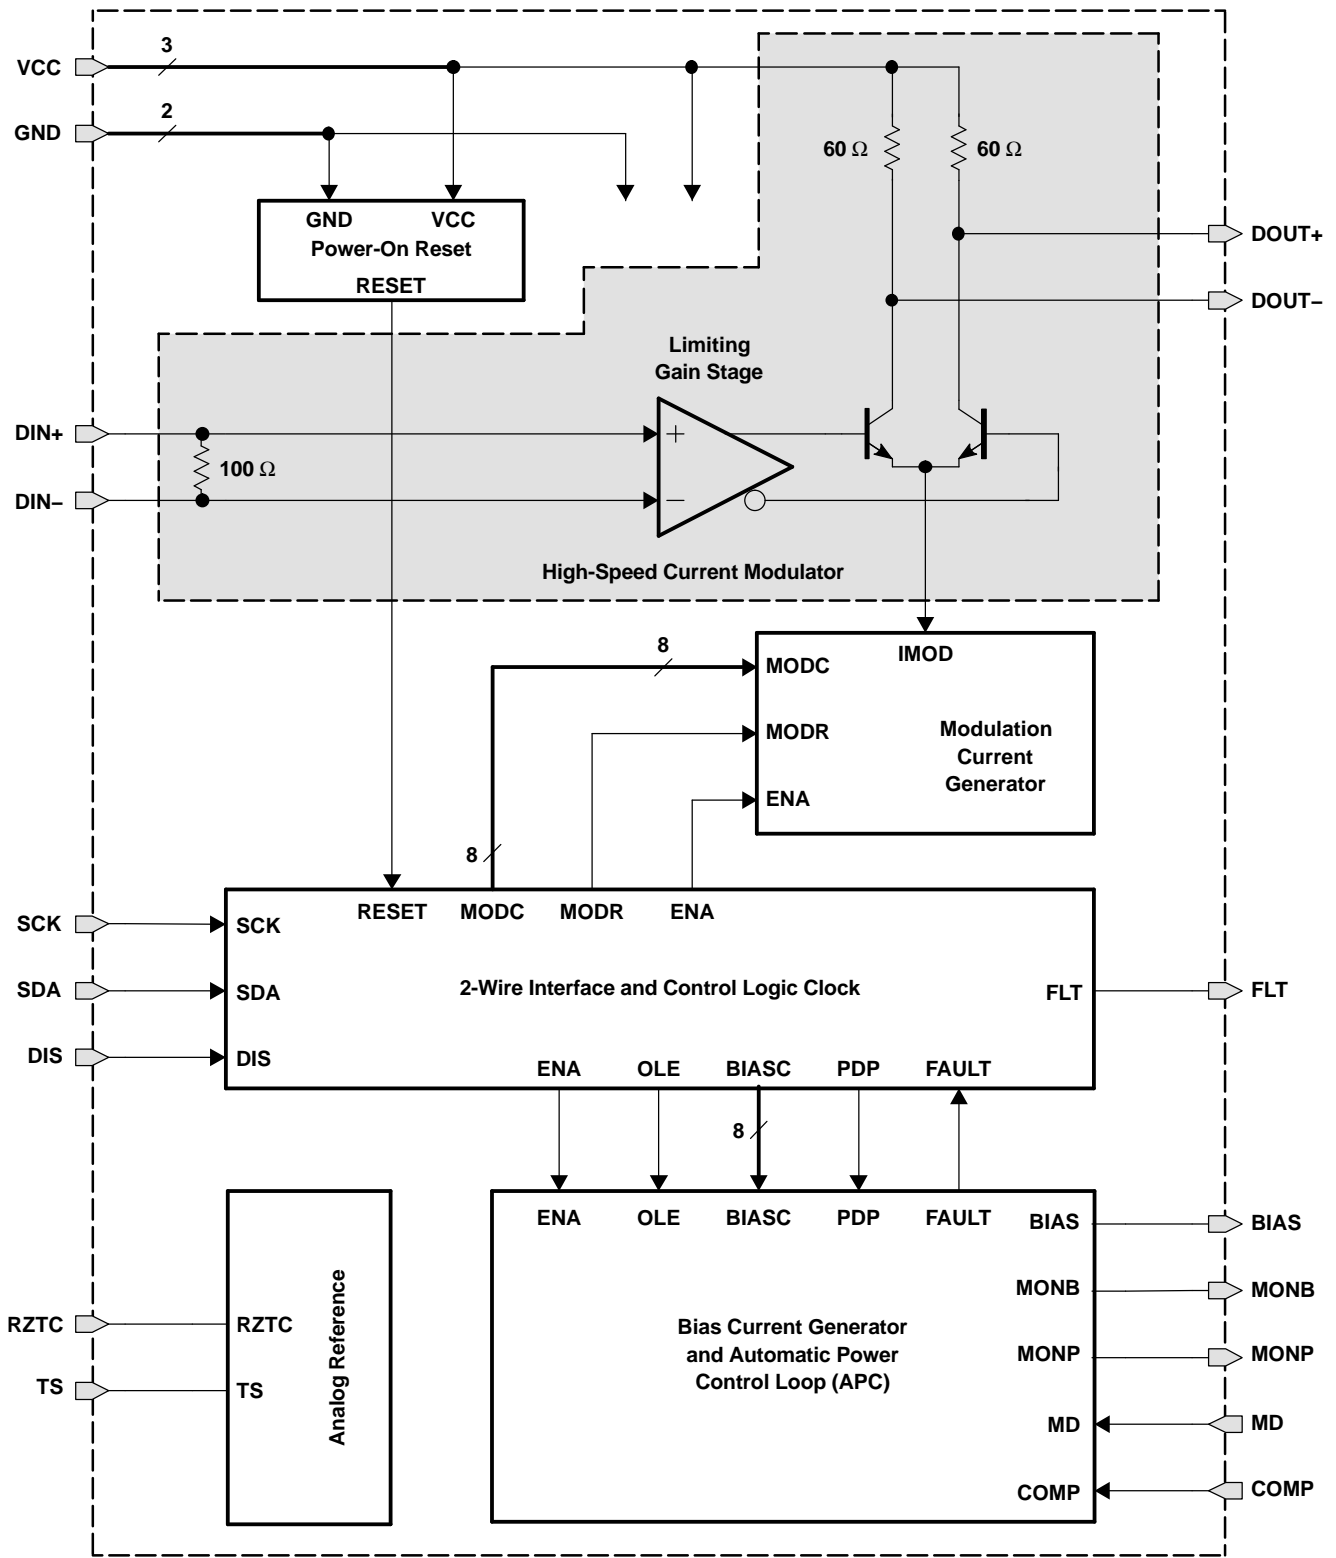 3
VCC
2
GND
60 Ω
60 Ω
GND VCC
Power-On Reset
RESET
DOUT+
DOUT−
Limiting
Gain Stage
DIN+
+
100 Ω
DIN−
−
High-Speed Current Modulator
8
IMOD
MODC
MODR
Modulation
Current
Generator
ENA
8
RESET MODC MODR ENA
SCK
SCK
SDA
SDA
2-Wire Interface and Control Logic Clock
FLT
FLT
DIS
DIS
ENA OLE BIASC PDP FAULT
8
ENA OLE BIASC PDP FAULT
BIAS
BIAS
MONB
MONB
RZTC
RZTC
Analog Reference
Bias Current Generator
and Automatic Power
Control Loop (APC)
MONP
MONP
TS
TS
MD
MD
COMP
COMP